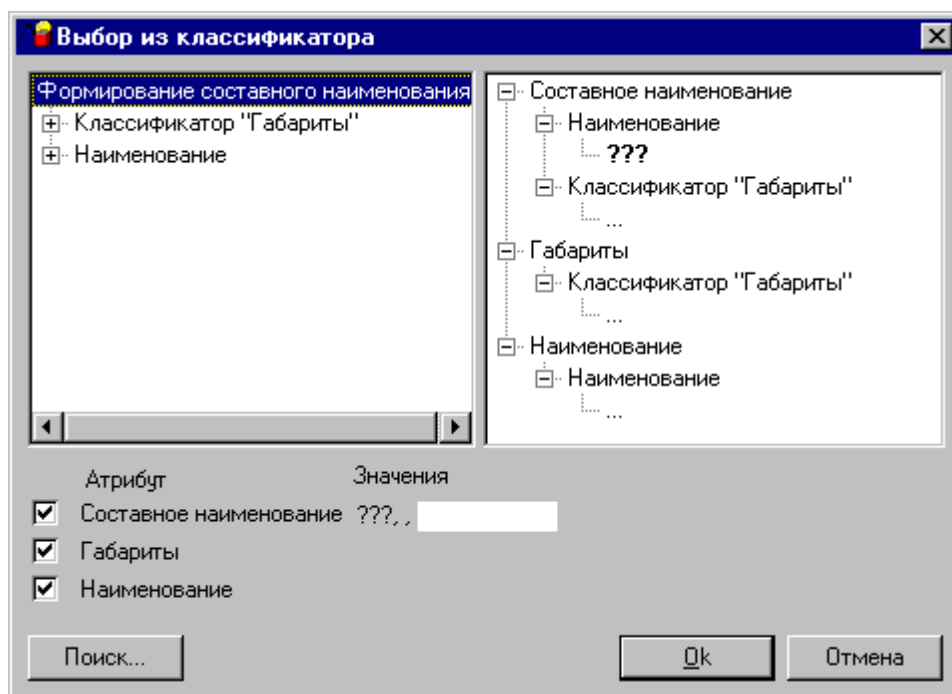 Выбор из классификатора
Формирование составного наименования
Классификатор "Габариты"
Наименование
Составное наименование
Наименование
???
Классификатор "Габариты"
...
Габариты
Классификатор "Габариты"
...
Наименование
Наименование
...
Атрибут Значения
Составное наименование ???, ,
Габариты
Наименование
Поиск... Ok Отмена